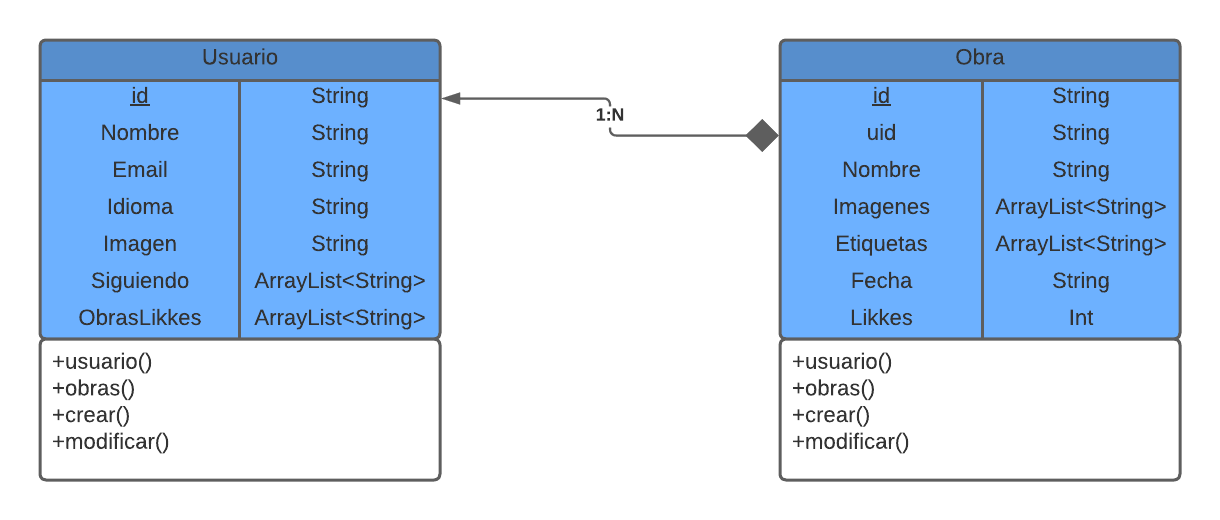 Usuario
id String
Nombre String
Email String
Idioma String
Imagen String
Siguiendo ArrayList<String>
ObrasLikkes ArrayList<String>
+usuario()
+obras()
+crear()
+modificar()
1:N
Obra
id String
uid String
Nombre String
Imagenes ArrayList<String>
Etiquetas ArrayList<String>
Fecha String
Likkes Int
+usuario()
+obras()
+crear()
+modificar()